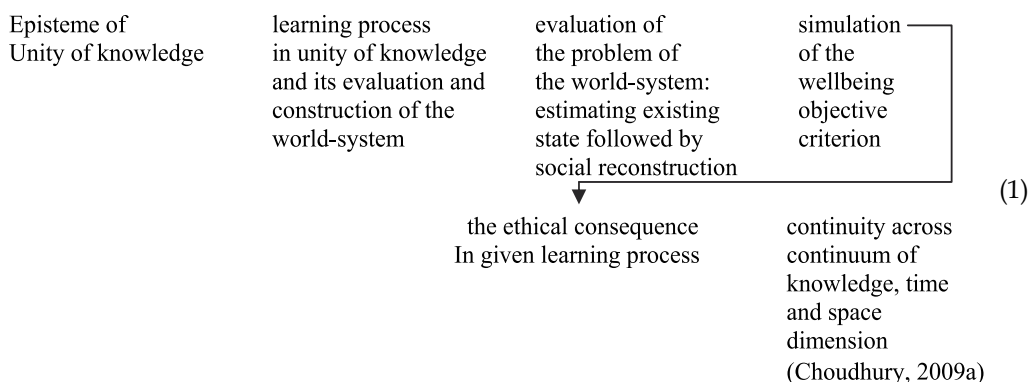 Episteme of
Unity of knowledge
learning process
in unity of knowledge
and its evaluation and
construction of the
world-system
evaluation of
the problem of
the world-system:
estimating existing
state followed by
social reconstruction
simulation
of the
wellbeing
objective
criterion
(1)
the ethical consequence
In given learning process
continuity across
continuum of
knowledge, time
and space
dimension
(Choudhury, 2009a)